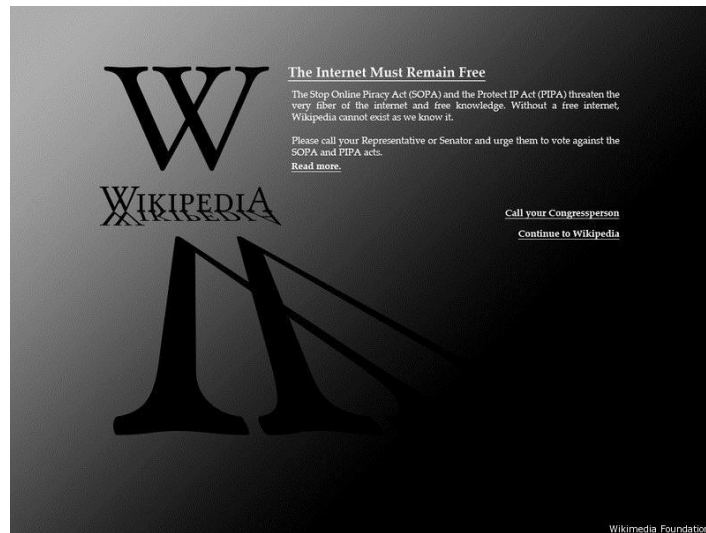 W
The Internet Must Remain Free
The Stop Online Piracy Act (SOPA) and the Protect IP Act (PIPA) threaten the
very fiber of the internet and free knowledge. Without a free internet,
Wikipedia cannot exist as we know it.
Please call your Representative or Senator and urge them to vote against the
SOPA and PIPA acts.
Read more.
WIKIPEDIA
Call your Congressperson
Continue to Wikipedia
Wikimedia Foundation